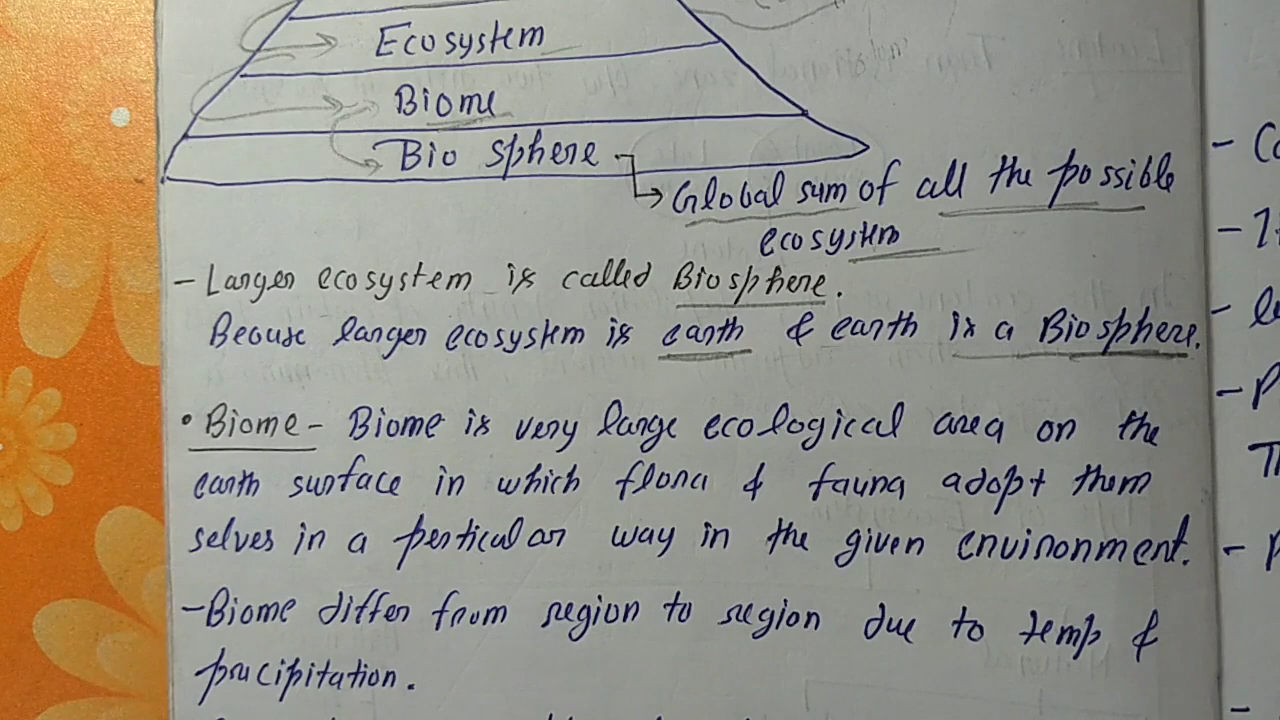 Ecosystem
Biome
Bio sphere
Global sum of all the possible
ecosystem
- Larger ecosystem is called Biosphere.
Beause larger ecosystem is earth & earth is a Biosphere.
• Biome - Biome is very large ecological area on the
earth surface in which flora & fauna adopt them
selves in a perticular way in the given environment.
- Biome differ from region to region due to temp &
precipitation.